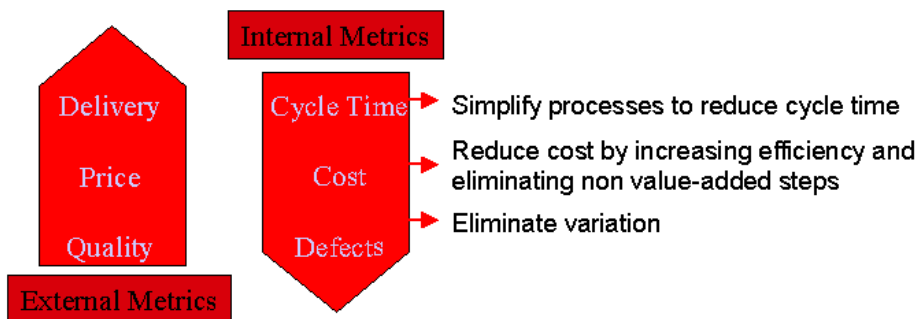 Internal Metrics
Delivery
Price
Quality
External Metrics
Cycle Time
Cost
Defects
Simplify processes to reduce cycle time
Reduce cost by increasing efficiency and
eliminating non value-added steps
Eliminate variation